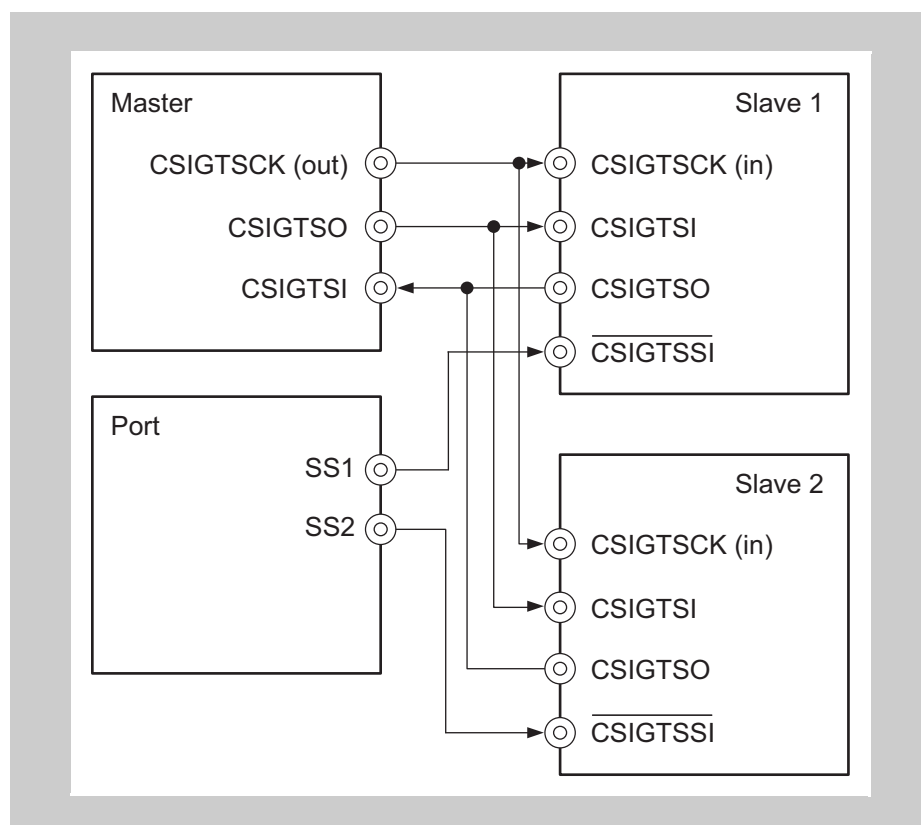 Master
CSIGTSCK (out)
CSIGTSO
CSIGTSI
Slave 1
CSIGTSCK (in)
CSIGTSI
CSIGTSO
CSIGTSSI
Port
SS1
SS2
Slave 2
CSIGTSCK (in)
CSIGTSI
CSIGTSO
CSIGTSSI